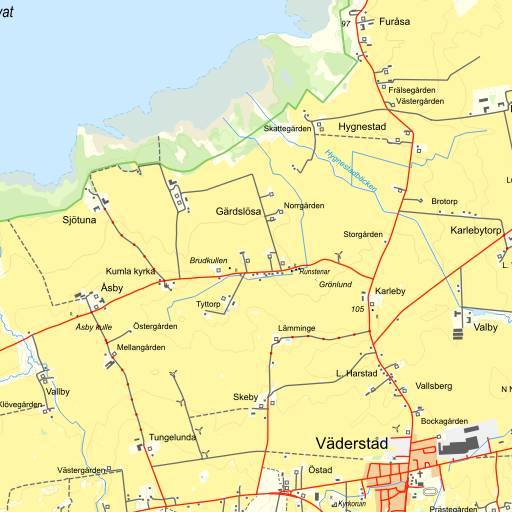 vat
97
Furåsa
Frälsegården
Västergården
Skattegården
Hygnestad
Hygnestadbäcken
Norrgården
Brotorp
Gärdslösa
Sjötuna
Storgården
Karlebytorp
Brudkullen
Kumla kyrka
Runstenar
Åsby
Grönlund
Karleby
Tyttorp
105
Åsby kulle
Östergården
Lämminge
Valby
Mellangården
L. Harstad
Vallby
Vallsberg
Klövegården
Skeby
Bockagården
Tungelunda
Väderstad
Västergården
Östad
Kyrkoruin
Prästegården